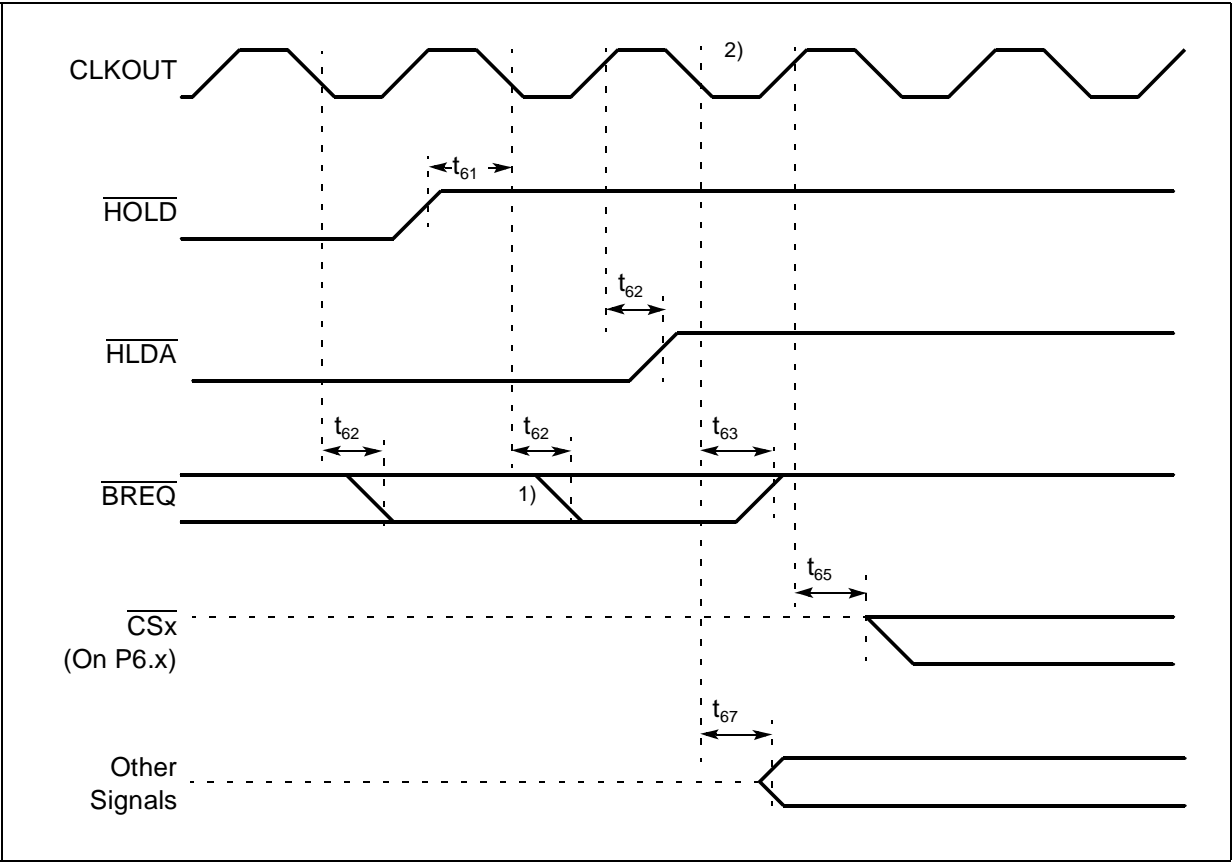 2)
CLKOUT
t61
HOLD
t62
HLDA
t62
t62
t63
BREQ
1)
t65
CSx
(On P6.x)
t67
Other
Signals